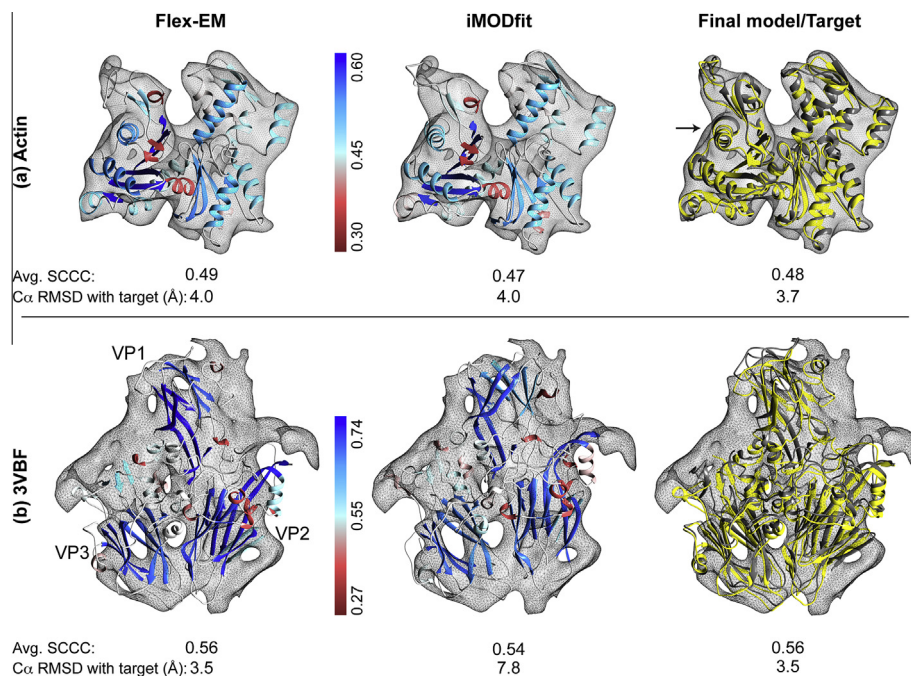 Flex-EM iMODfit Final model/Target
(a) Actin
0.60
0.45
0.30
Avg. SCCC: 0.49 0.47 0.48
Cα RMSD with target (Å): 4.0 4.0 3.7
(b) 3VBF
VP1
VP2
VP3
0.74
0.55
0.27
Avg. SCCC: 0.56 0.54 0.56
Cα RMSD with target (Å): 3.5 7.8 3.5